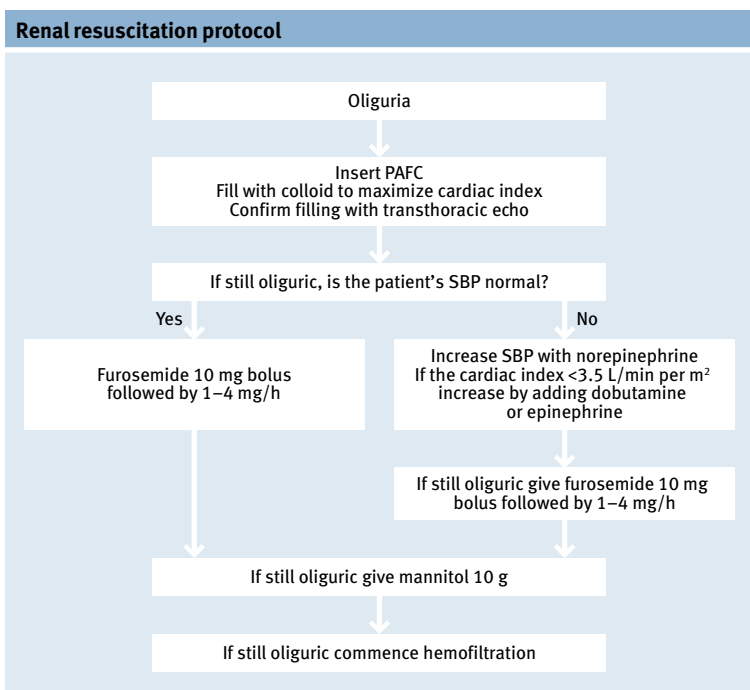 Renal resuscitation protocol
Oliguria
Insert PAFC
Fill with colloid to maximize cardiac index
Confirm filling with transthoracic echo
If still oliguric, is the patient's SBP normal?
Yes
No
Furosemide 10 mg bolus
followed by 1–4 mg/h
Increase SBP with norepinephrine
If the cardiac index <3.5 L/min per m²
increase by adding dobutamine
or epinephrine
If still oliguric give furosemide 10 mg
bolus followed by 1–4 mg/h
If still oliguric give mannitol 10 g
If still oliguric commence hemofiltration